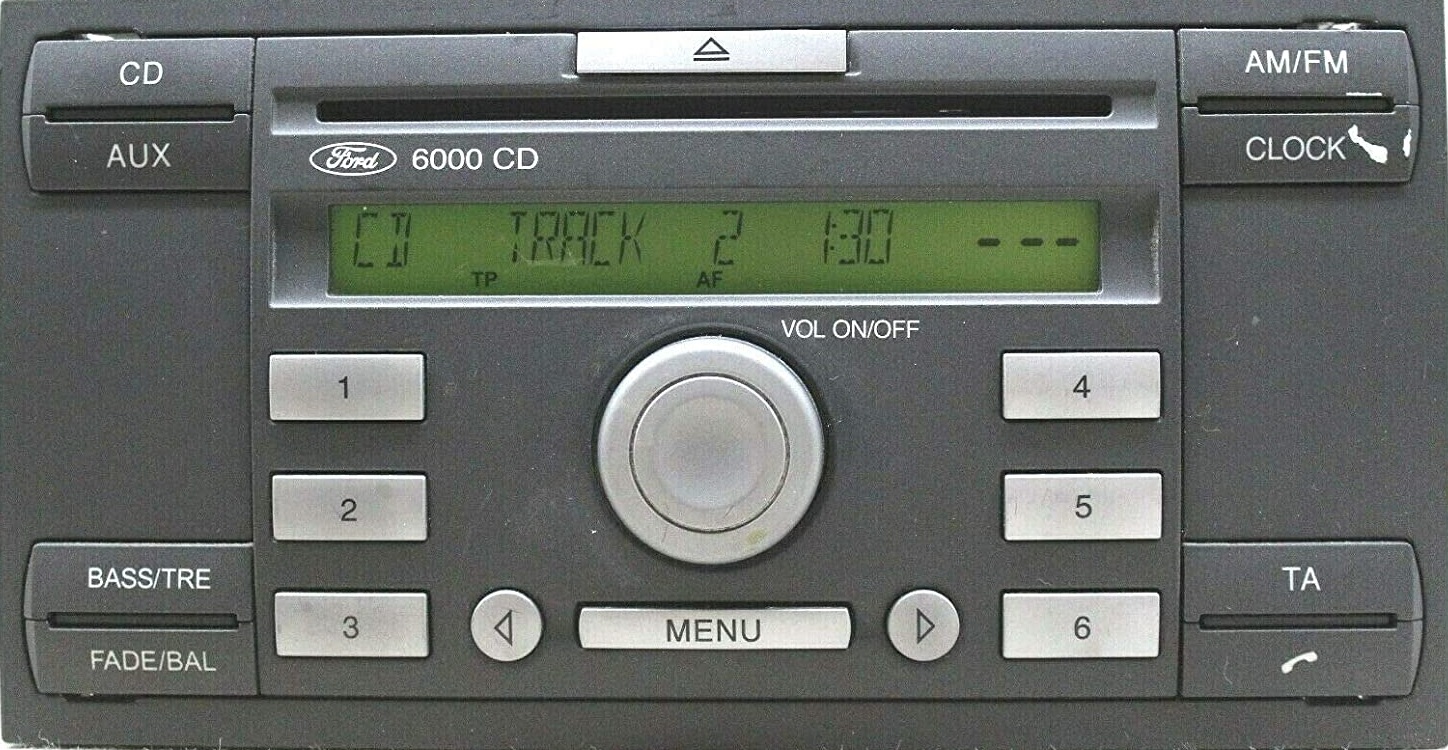 CD
AM/FM
AUX
CLOCK
Ford 6000 CD
CD TRACK 2 1:30 - - -
TP AF
VOL ON/OFF
1
4
2
5
BASS/TRE
TA
3
MENU
6
FADE/BAL